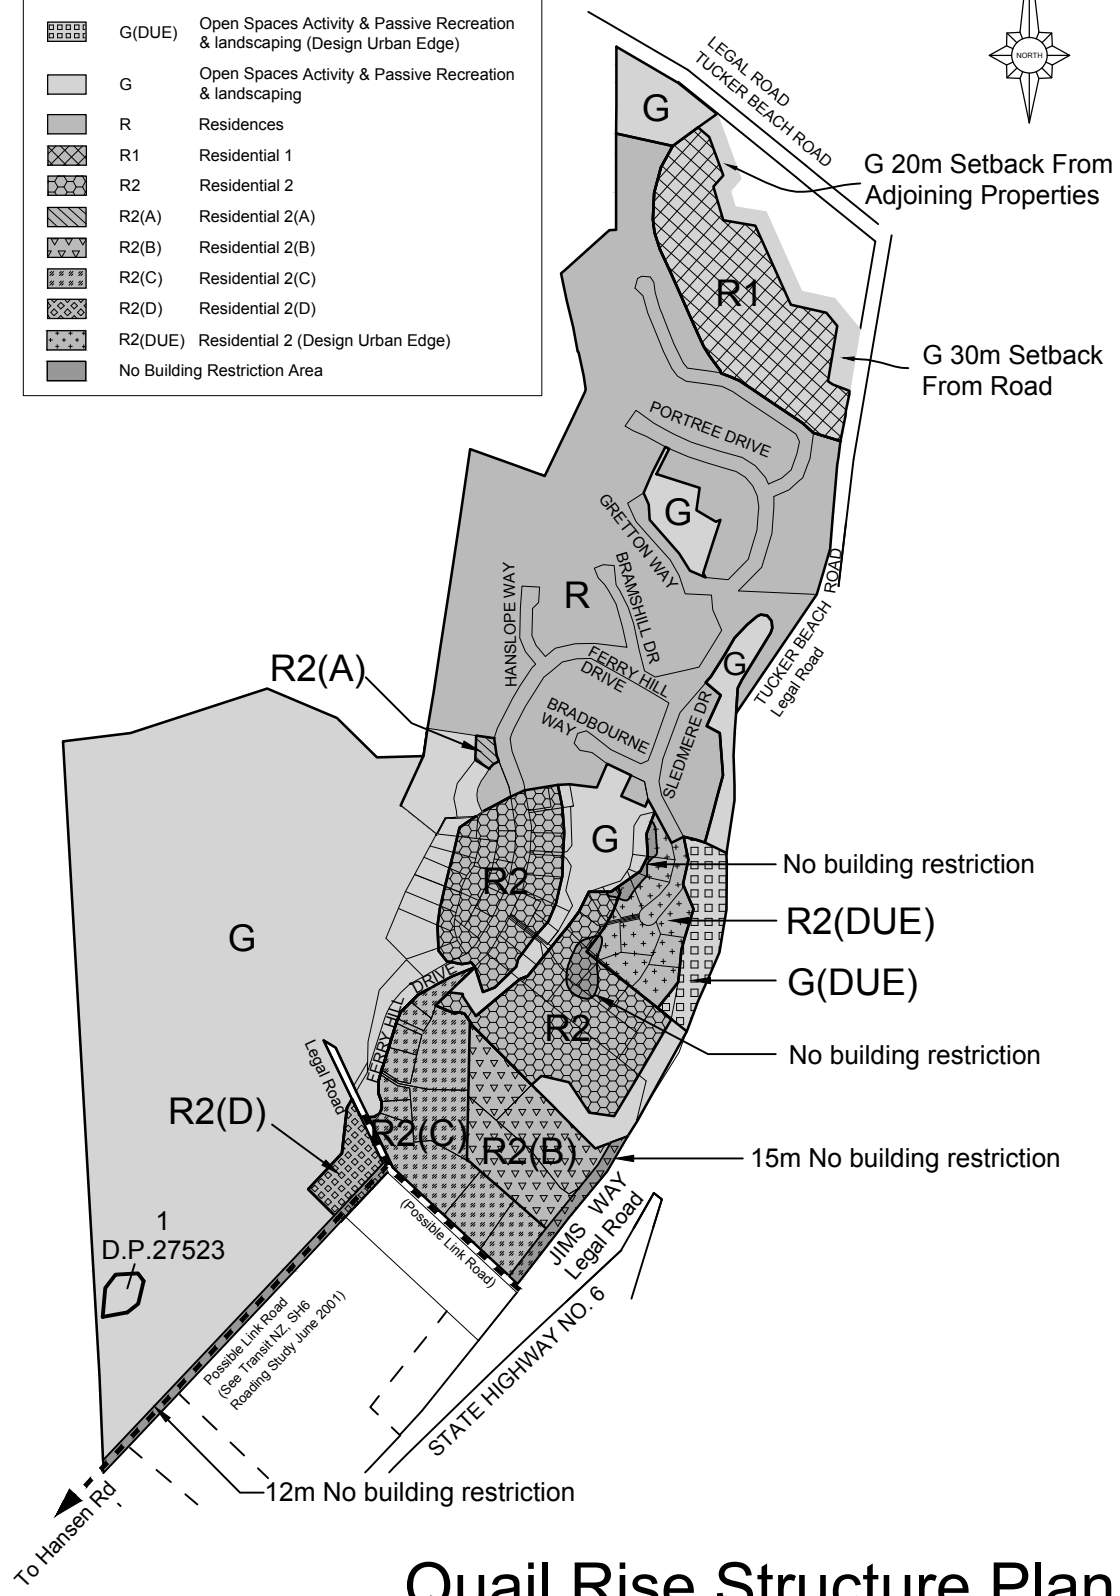 G(DUE) Open Spaces Activity & Passive Recreation
& landscaping (Design Urban Edge)
G Open Spaces Activity & Passive Recreation
& landscaping
R Residences
R1 Residential 1
R2 Residential 2
R2(A) Residential 2(A)
R2(B) Residential 2(B)
R2(C) Residential 2(C)
R2(D) Residential 2(D)
R2(DUE) Residential 2 (Design Urban Edge)
No Building Restriction Area
NORTH
LEGAL ROAD
TUCKER BEACH ROAD
G
G 20m Setback From
Adjoining Properties
R1
G 30m Setback
From Road
PORTREE DRIVE
G
GRETTON WAY
BRAMSHILL DR
HANSLOPE WAY
R
TUCKER BEACH ROAD
Legal Road
G
FERRY HILL
DRIVE
R2(A)
BRADBOURNE
WAY
SLEDMERE DR
G
No building restriction
R2
R2(DUE)
G
G(DUE)
FERRY HILL DRIVE
R2
No building restriction
Legal Road
R2(D)
R2(C)
R2(B)
15m No building restriction
(Possible Link Road)
JIMS WAY
Legal Road
1
D.P.27523
Possible Link Road
(See Transit NZ, SH6
Roading Study June 2001)
STATE HIGHWAY NO. 6
12m No building restriction
To Hansen Rd
Quail Rise Structure Plan